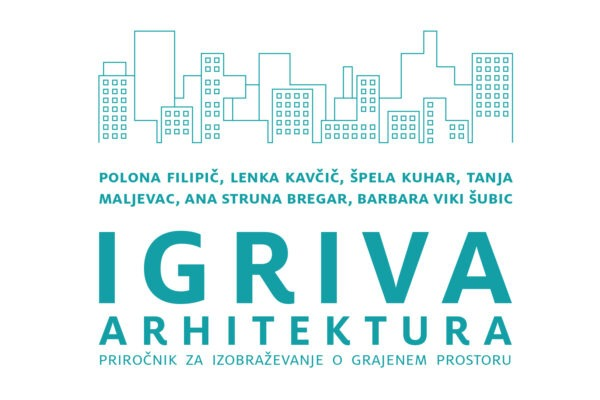 POLONA FILIPIČ, LENKA KAVČIČ, ŠPELA KUHAR, TANJA
MALJEVAC, ANA STRUNA BREGAR, BARBARA VIKI ŠUBIC
IGRIVA
ARHITEKTURA
PRIROČNIK ZA IZOBRAŽEVANJE O GRAJENEM PROSTORU